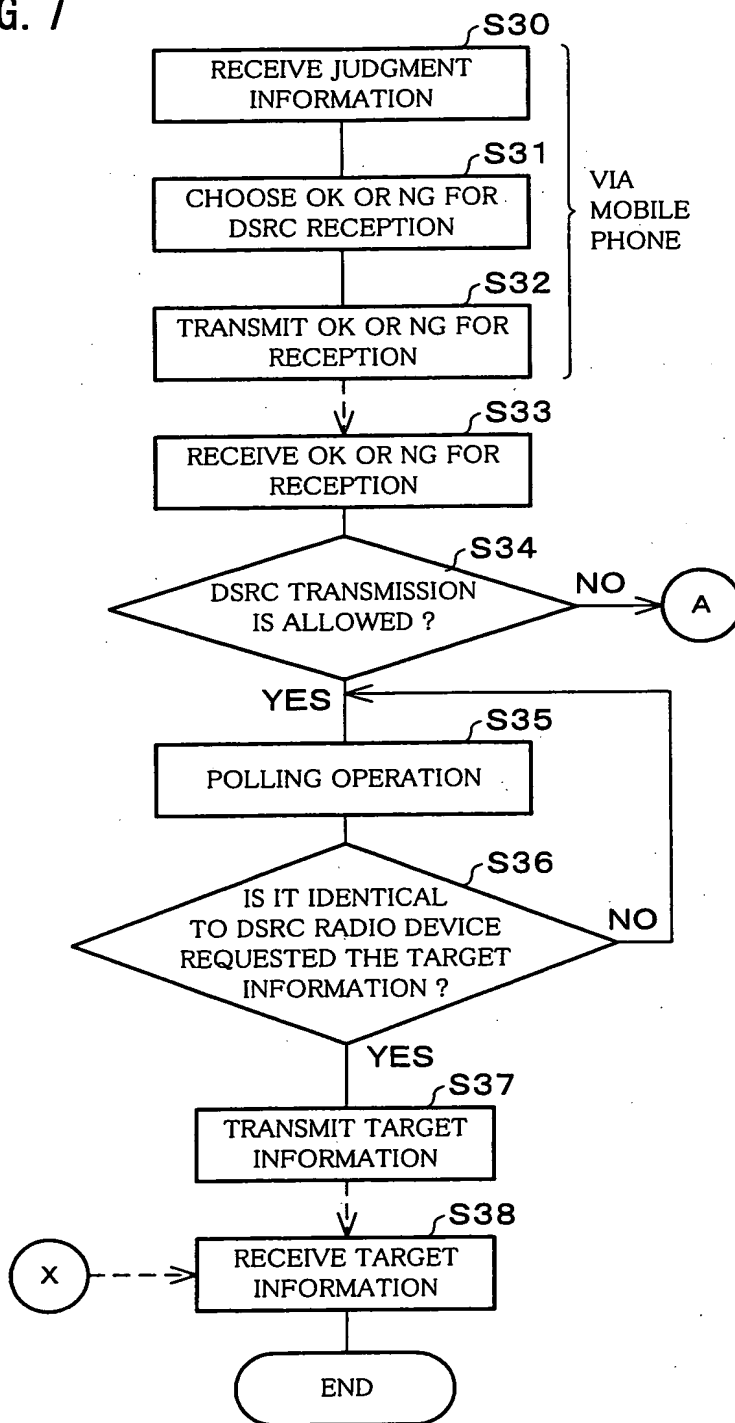 G. 7
S30
RECEIVE JUDGMENT
INFORMATION
S31
CHOOSE OK OR NG FOR
DSRC RECEPTION
VIA
MOBILE
PHONE
S32
TRANSMIT OK OR NG FOR
RECEPTION
S33
RECEIVE OK OR NG FOR
RECEPTION
S34
DSRC TRANSMISSION
IS ALLOWED ?
NO
A
YES
S35
POLLING OPERATION
S36
IS IT IDENTICAL
TO DSRC RADIO DEVICE
REQUESTED THE TARGET
INFORMATION ?
NO
YES
S37
TRANSMIT TARGET
INFORMATION
S38
X
RECEIVE TARGET
INFORMATION
END